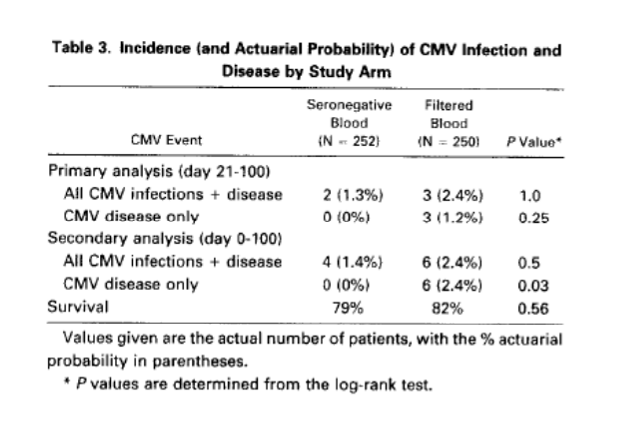 Table 3. Incidence (and Actuarial Probability) of CMV Infection and
Disease by Study Arm
Seronegative Filtered
Blood Blood
CMV Event (N = 252) (N = 250) P Value*
Primary analysis (day 21-100)
All CMV infections + disease 2 (1.3%) 3 (2.4%) 1.0
CMV disease only 0 (0%) 3 (1.2%) 0.25
Secondary analysis (day 0-100)
All CMV infections + disease 4 (1.4%) 6 (2.4%) 0.5
CMV disease only 0 (0%) 6 (2.4%) 0.03
Survival 79% 82% 0.56
Values given are the actual number of patients, with the % actuarial
probability in parentheses.
* P values are determined from the log-rank test.